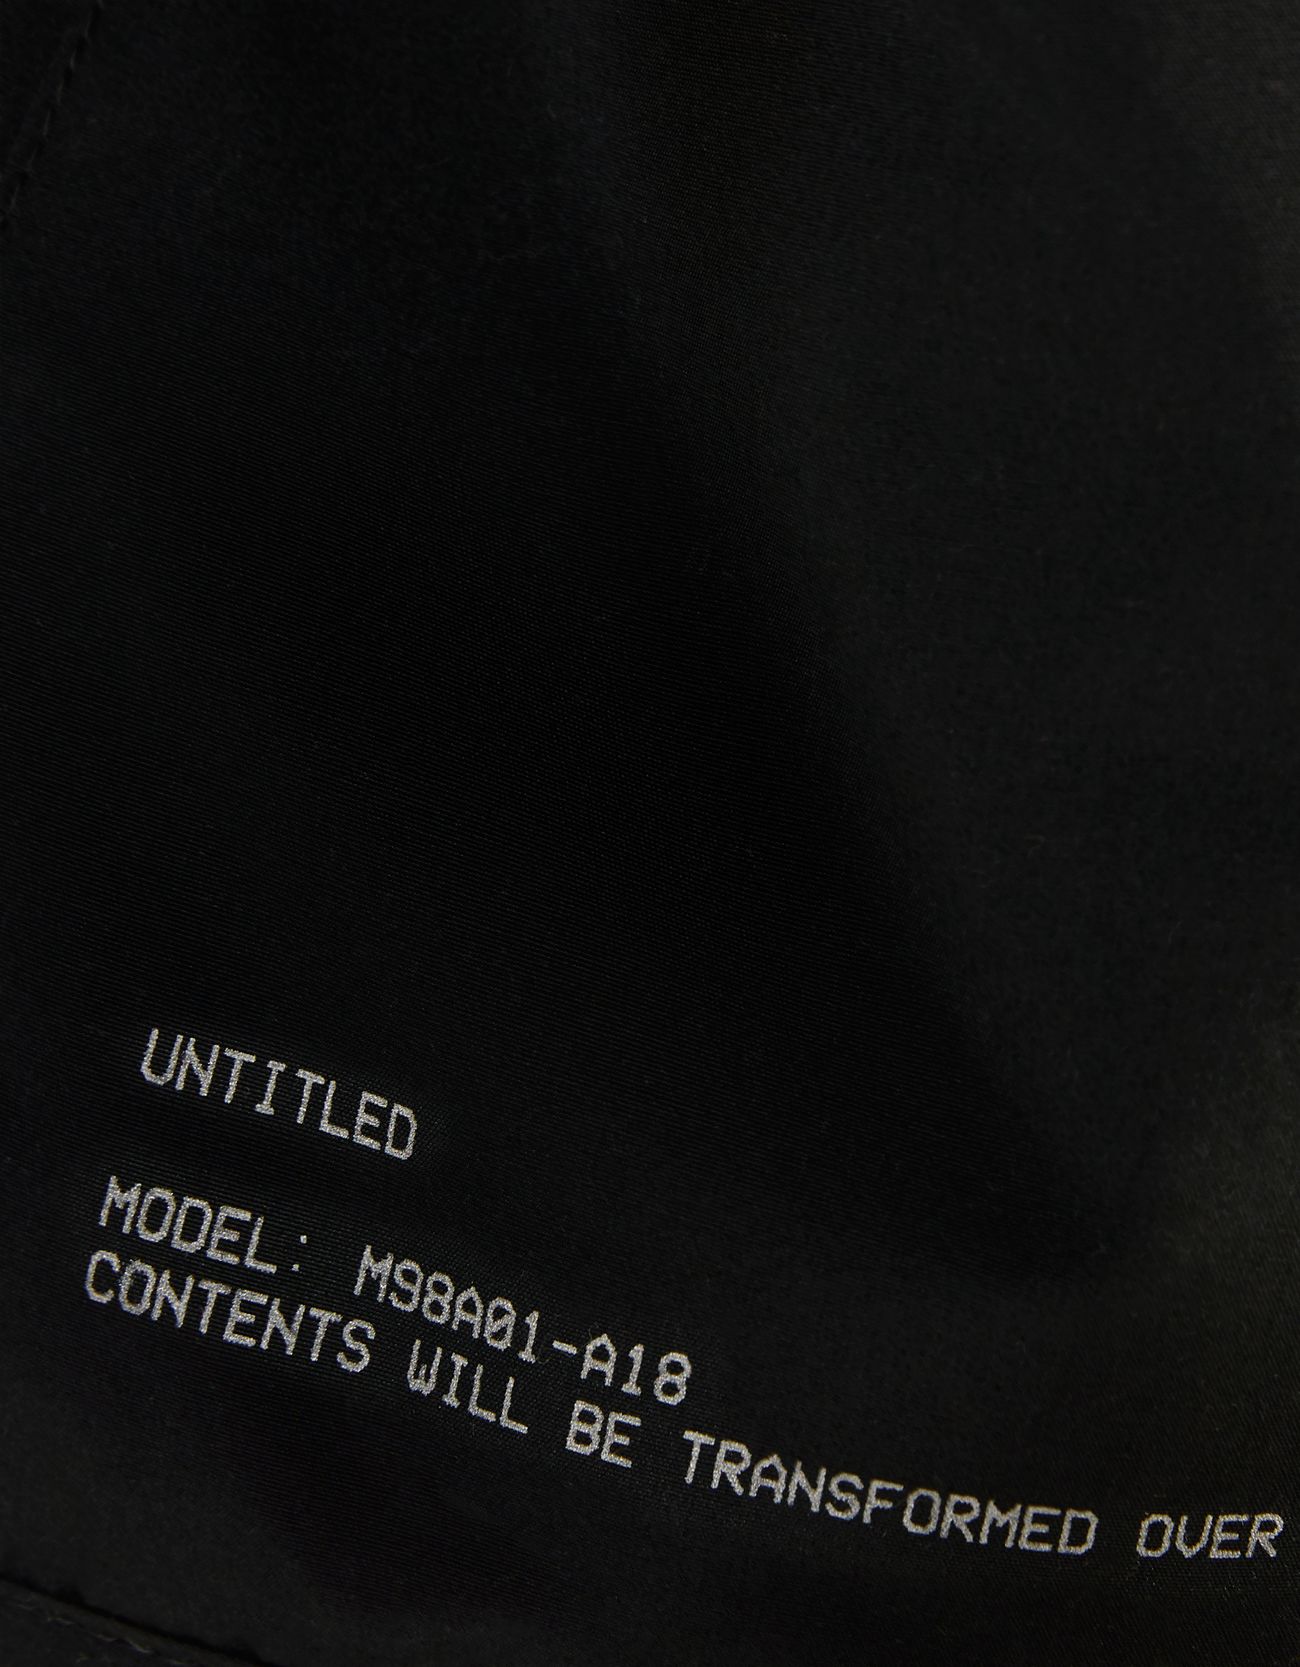 UNTITLED
MODEL: M98A01-A18
CONTENTS WILL BE TRANSFORMED OVER